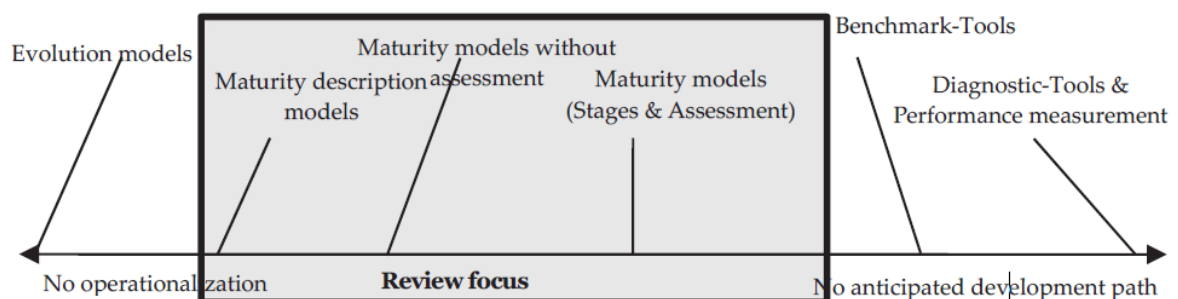 Evolution models
Maturity models without
assessment
Maturity description
models
Maturity models
(Stages & Assessment)
Benchmark-Tools
Diagnostic-Tools &
Performance measurement
No operationalization
Review focus
No anticipated development path